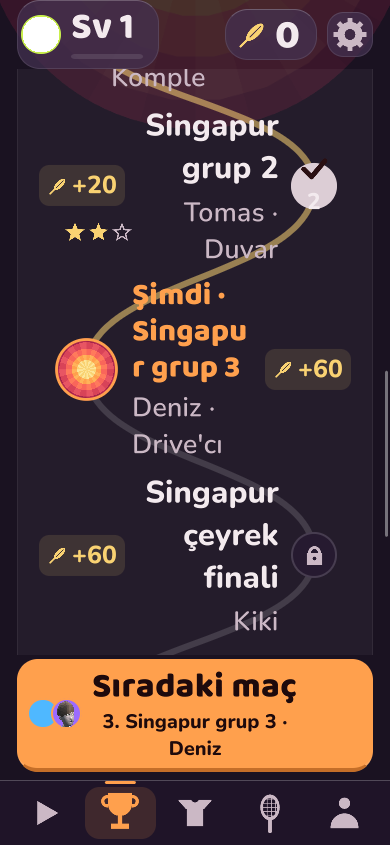 Sv 1
0
Komple
Singapur
grup 2
+20
2
Tomas ·
Duvar
Şimdi ·
Singapu
r grup 3
+60
Deniz ·
Drive'cı
Singapur
çeyrek
finali
+60
Kiki
Sıradaki maç
3. Singapur grup 3 ·
Deniz